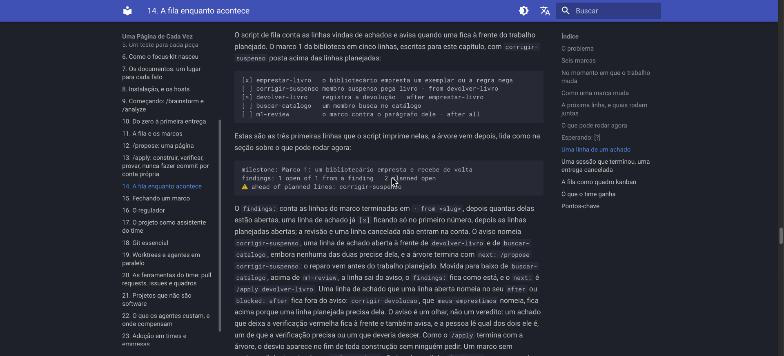 14. A fila enquanto acontece
Buscar
Uma Página de Cada Vez
5. Um teste para cada peça
6. Como o focus kit nasceu
7. Os documentos: um lugar
para cada fato
8. Instalação, e os hosts
9. Começando: /brainstorm e
/analyze
10. Do zero à primeira entrega
11. A fila e os marcos
12. /propose: uma página
13. /apply: construir, verificar,
provar, nunca fazer commit por
conta própria
14. A fila enquanto acontece
15. Fechando um marco
16. O regulador
17. O projeto como assistente
do time
18. Git essencial
19. Worktrees e agentes em
paralelo
20. As ferramentas do time: pull
requests, issues e quadros
21. Projetos que não são
software
22. O que os agentes custam, e
onde compensam
23. Adoção em times e
empresas
O script de fila conta as linhas vindas de achados e avisa quando uma fica à frente do trabalho
planejado. O marco 1 da biblioteca em cinco linhas, escritas para este capítulo, com corrigir-
suspenso posto acima das linhas planejadas:
[x] emprestar-livro o bibliotecário empresta um exemplar ou a regra nega
[ ] corrigir-suspenso membro suspenso pega livro · from devolver-livro
[x] devolver-livro registra a devolução · after emprestar-livro
[ ] buscar-catalogo um membro busca no catálogo
[ ] m1-review o marco contra o parágrafo dele · after all
Estas são as três primeiras linhas que o script imprime nelas, a árvore vem depois, lida como na
seção sobre o que pode rodar agora:
milestone: Marco 1: um bibliotecário empresta e recebe de volta
findings: 1 open of 1 from a finding · 2 planned open
⚠ ahead of planned lines: corrigir-suspenso
O findings: conta as linhas do marco terminadas em · from <slug>, depois quantas delas
estão abertas, uma linha de achado já [x] ficando só no primeiro número, depois as linhas
planejadas abertas; a revisão e uma linha cancelada não entram na conta. O aviso nomeia
corrigir-suspenso, uma linha de achado aberta à frente de devolver-livro e de buscar-
catalogo, embora nenhuma das duas precise dela, e a árvore termina com next: /propose
corrigir-suspenso: o reparo vem antes do trabalho planejado. Movida para baixo de buscar-
catalogo, acima de m1-review, a linha sai do aviso, a findings: fica como está, e o next: é
/apply devolver-livro. Uma linha de achado que uma linha aberta nomeia no seu after ou
blocked: after fica fora do aviso: corrigir-devolucao, que meus-emprestimos nomeia, fica
acima porque uma linha planejada precisa dela. O aviso é um olhar, não um veredito: um achado
que deixa a verificação vermelha fica à frente e também avisa, e a pessoa lê qual dos dois ele é,
um de que a verificação precisa ou um que deveria descer. Como o /apply termina com a
árvore, o desvio aparece no fim de toda construção sem ninguém pedir. Um marco sem
Índice
O problema
Seis marcas
No momento em que o trabalho
muda
Como uma marca muda
A próxima linha, e quais rodam
juntas
O que pode rodar agora
Esperando: [?]
Uma linha de um achado
Uma sessão que terminou, uma
entrega cancelada
A fila como quadro kanban
O que o time ganha
Pontos-chave